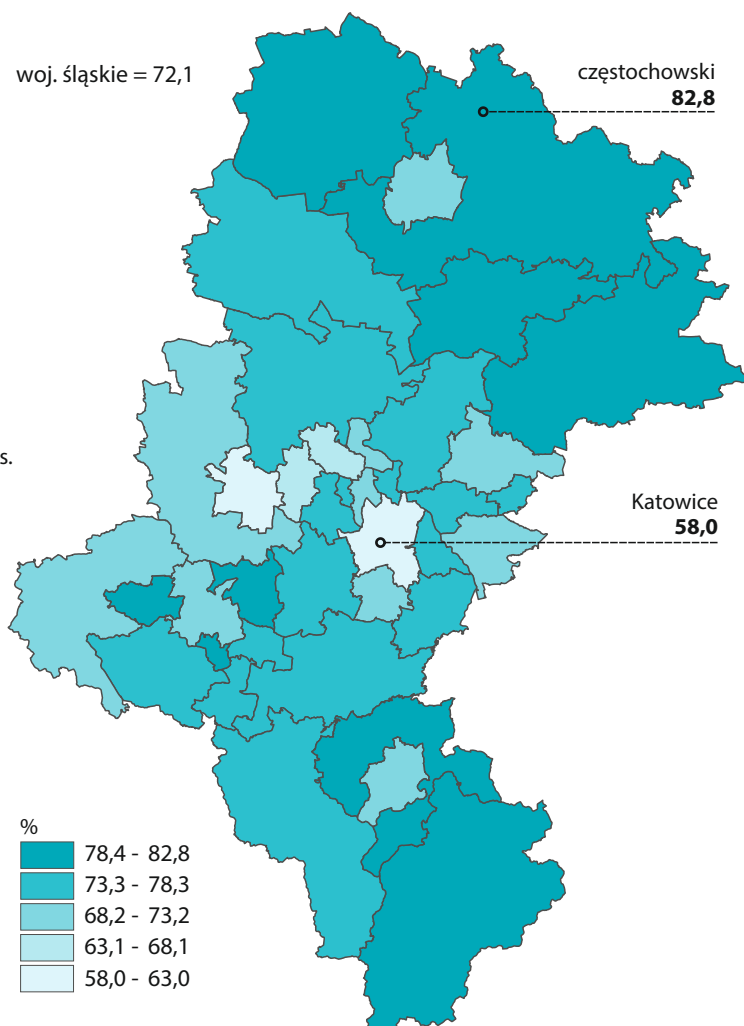 woj. śląskie = 72,1
częstochowski
82,8
s.
Katowice
58,0
%
78,4 - 82,8
73,3 - 78,3
68,2 - 73,2
63,1 - 68,1
58,0 - 63,0